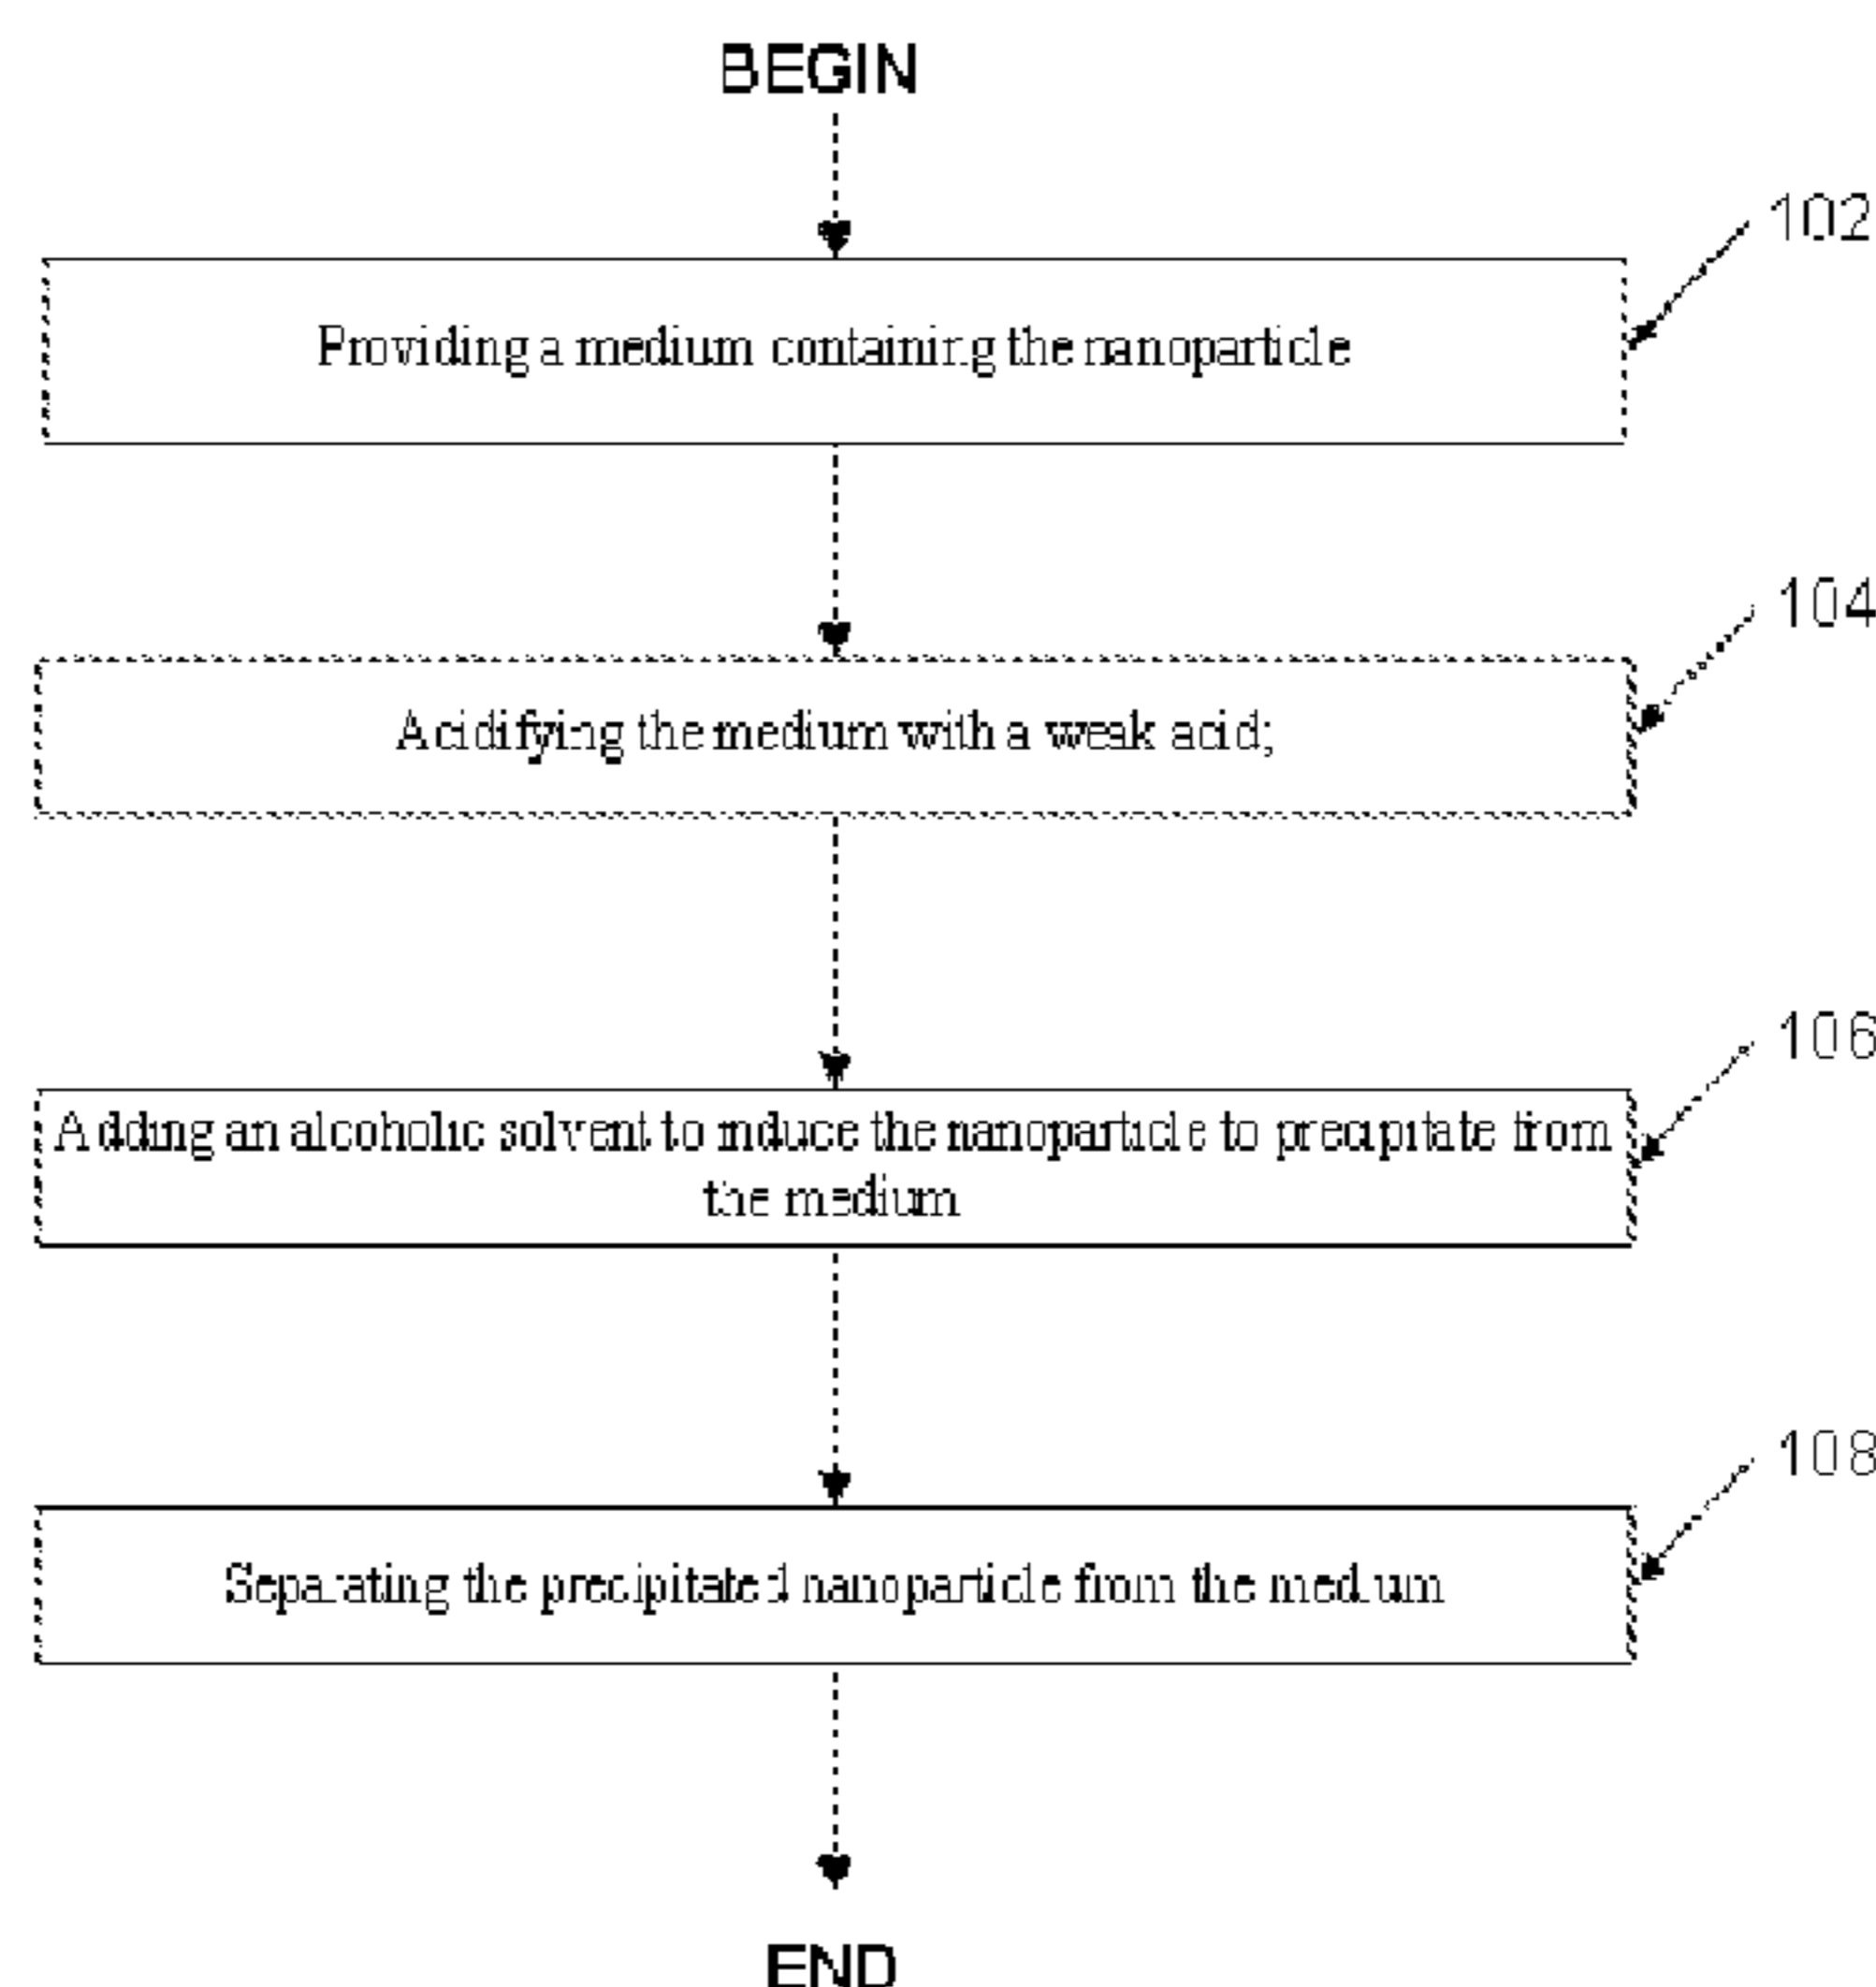 BEGIN
102
Providing a medium containing the nanoparticle
104
Acidifying the medium with a weak acid;
106
Adding an alcoholic solvent to induce the nanoparticle to precipitate from
the medium
108
Separating the precipitated nanoparticle from the medium
END